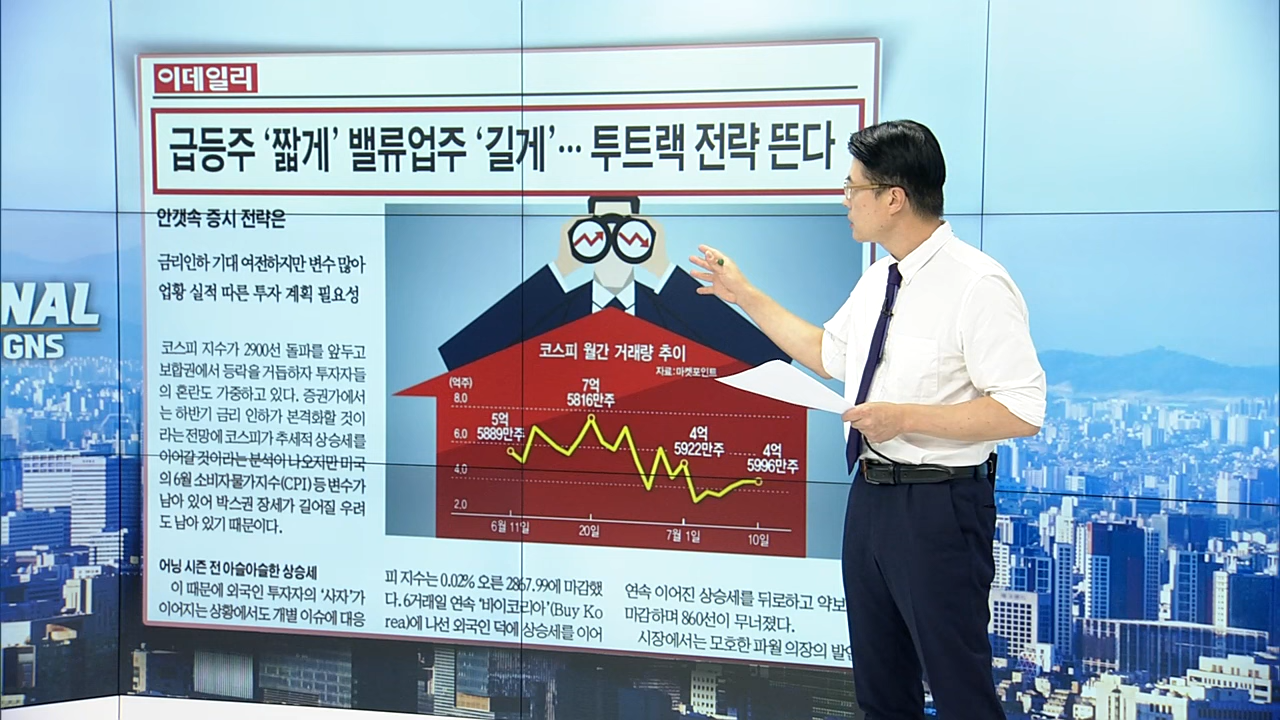 이데일리
급등주 ‘짧게’ 밸류업주 ‘길게’… 투트랙 전략 뜬다
안갯속 증시 전략은
금리인하 기대 여전하지만 변수 많아
업황 실적 따른 투자 계획 필요성
코스피 지수가 2900선 돌파를 앞두고
보합권에서 등락을 거듭하자 투자자들
의 혼란도 가중하고 있다. 증권가에서
는 하반기 금리 인하가 본격화할 것이
라는 전망에 코스피가 추세적 상승세를
이어갈 것이라는 분석이 나오지만 미국
의 6월 소비자물가지수(CPI) 등 변수가
남아 있어 박스권 장세가 길어질 우려
도 남아 있기 때문이다.
어닝 시즌 전 아슬아슬한 상승세
이 때문에 외국인 투자자의 ‘사자’가
이어지는 상황에서도 개별 이슈에 대응
코스피 월간 거래량 추이
자료:마켓포인트
(억주)
8.0
6.0
4.0
2.0
5억
5889만주
7억
5816만주
4억
5922만주
4억
5996만주
6월 11일
20일
7월 1일
10일
피 지수는 0.02% 오른 2867.99에 마감했
다. 6거래일 연속 ‘바이코리아’(Buy Ko
rea)에 나선 외국인 덕에 상승세를 이어
연속 이어진 상승세를 뒤로하고 약보
마감하며 860선이 무너졌다.
시장에서는 모호한 파월 의장의 발언
NAL
GNS